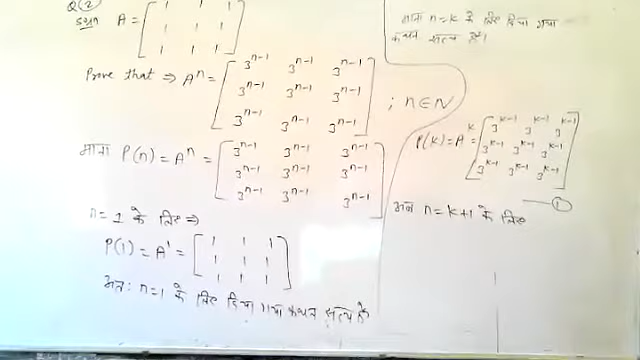 Q(2)
soln A = [1 1 1
1 1 1
1 1 1]
Prove that ⇒ Aⁿ = [3ⁿ⁻¹ 3ⁿ⁻¹ 3ⁿ⁻¹
3ⁿ⁻¹ 3ⁿ⁻¹ 3ⁿ⁻¹
3ⁿ⁻¹ 3ⁿ⁻¹ 3ⁿ⁻¹] ; n∈N
माना P(n) = Aⁿ = [3ⁿ⁻¹ 3ⁿ⁻¹ 3ⁿ⁻¹
3ⁿ⁻¹ 3ⁿ⁻¹ 3ⁿ⁻¹
3ⁿ⁻¹ 3ⁿ⁻¹ 3ⁿ⁻¹]
n=1 के लिए ⇒
P(1) = A¹ = [1 1 1
1 1 1
1 1 1]
अतः n=1 के लिए दिया गया कथन सत्य है
माना n=k के लिए दिया गया
कथन सत्य है।
P(k) = Aᵏ = [3ᵏ⁻¹ 3ᵏ⁻¹ 3ᵏ⁻¹
3ᵏ⁻¹ 3ᵏ⁻¹ 3ᵏ⁻¹
3ᵏ⁻¹ 3ᵏ⁻¹ 3ᵏ⁻¹]
—①
अब n=k+1 के लिए